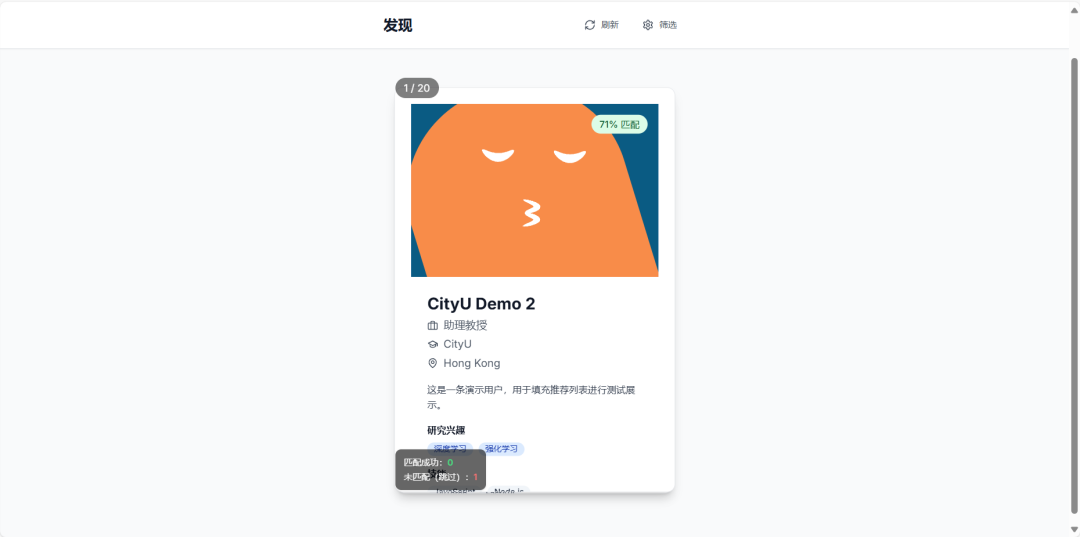 发现
刷新
筛选
1 / 20
71% 匹配
CityU Demo 2
助理教授
CityU
Hong Kong
这是一条演示用户，用于填充推荐列表进行测试展
示。
研究兴趣
深度学习 强化学习
匹配成功：0
未匹配（跳过）：1